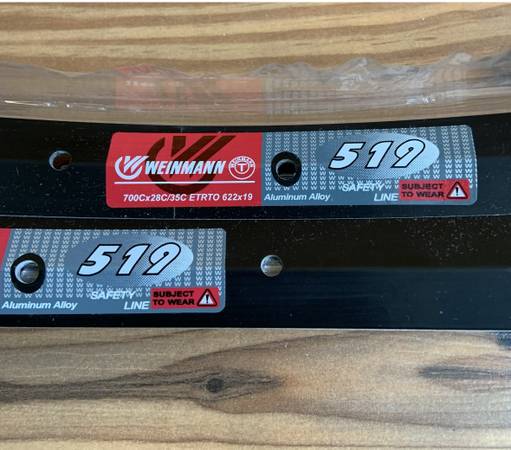 WEINMANN
700Cx28C/35C ETRTO 622x19
519
Aluminum Alloy
SAFETY
LINE
SUBJECT
TO WEAR
519
Aluminum Alloy
SAFETY
LINE
SUBJECT
TO WEAR